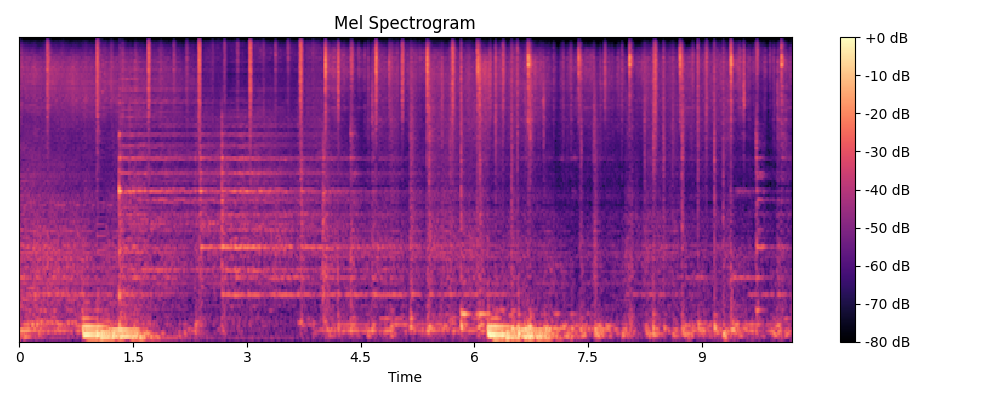 Mel Spectrogram
+0 dB
-10 dB
-20 dB
-30 dB
-40 dB
-50 dB
-60 dB
-70 dB
-80 dB
0 1.5 3 4.5 6 7.5 9
Time